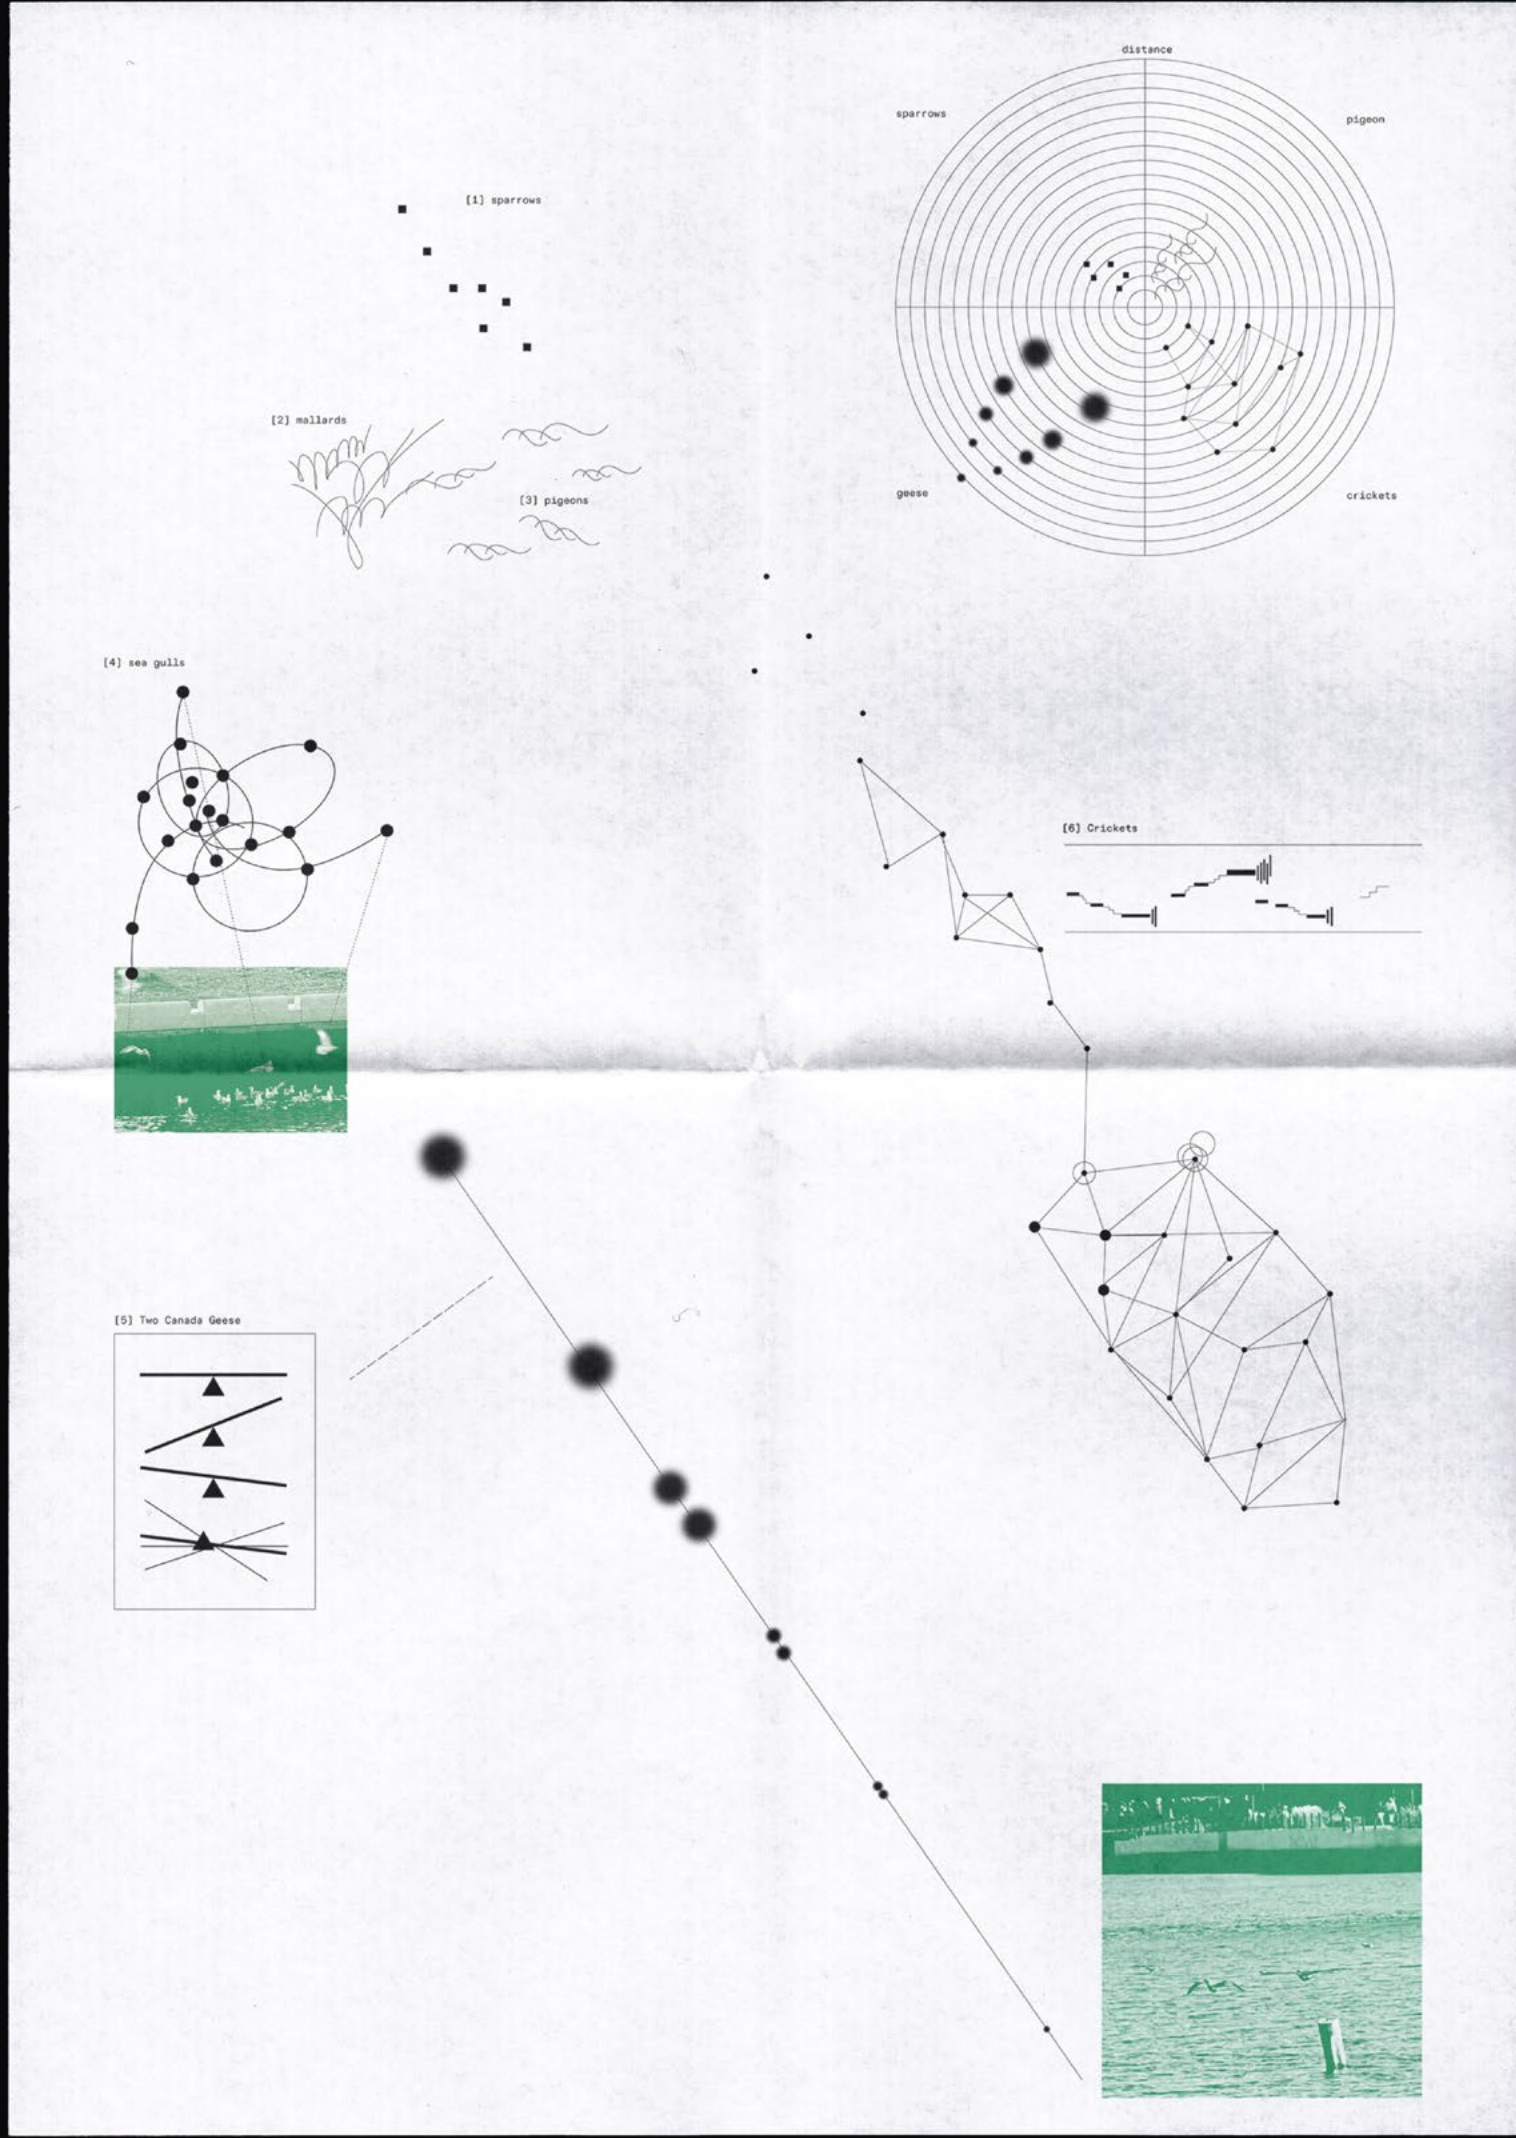 distance
sparrows
pigeon
[1] sparrows
[2] mallards
[3] pigeons
geese
crickets
[4] sea gulls
[6] Crickets
[5] Two Canada Geese